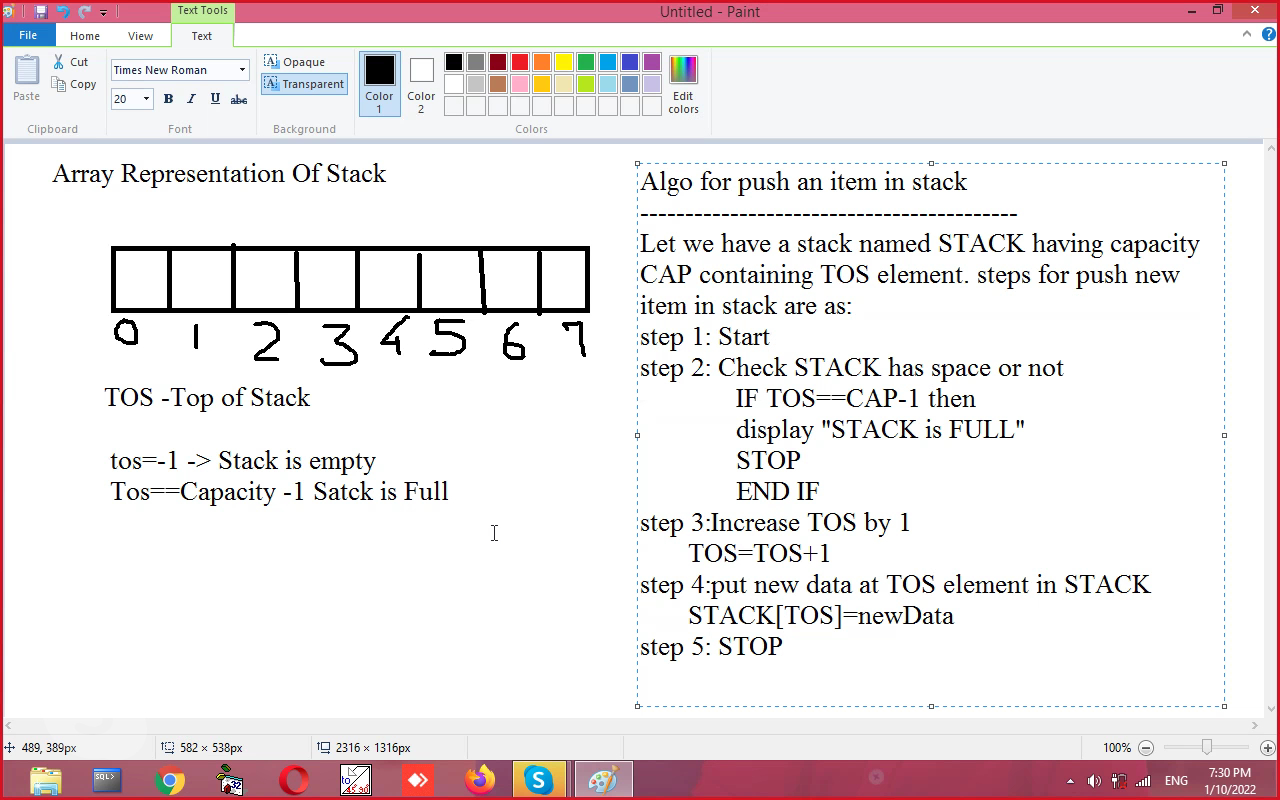 Text Tools
Untitled - Paint
File
Home
View
Text
Paste
Cut
Copy
Clipboard
Times New Roman
20
B I U abc
Font
Opaque
Transparent
Background
Color 1
Color 2
Edit colors
Colors
Array Representation Of Stack
0 1 2 3 4 5 6 7
TOS -Top of Stack
tos=-1 -> Stack is empty
Tos==Capacity -1 Satck is Full
Algo for push an item in stack
------------------------------------------
Let we have a stack named STACK having capacity
CAP containing TOS element. steps for push new
item in stack are as:
step 1: Start
step 2: Check STACK has space or not
IF TOS==CAP-1 then
display "STACK is FULL"
STOP
END IF
step 3:Increase TOS by 1
TOS=TOS+1
step 4:put new data at TOS element in STACK
STACK[TOS]=newData
step 5: STOP
489, 389px
582 × 538px
2316 × 1316px
100%
SQL>
32
to
S
ENG
7:30 PM
1/10/2022